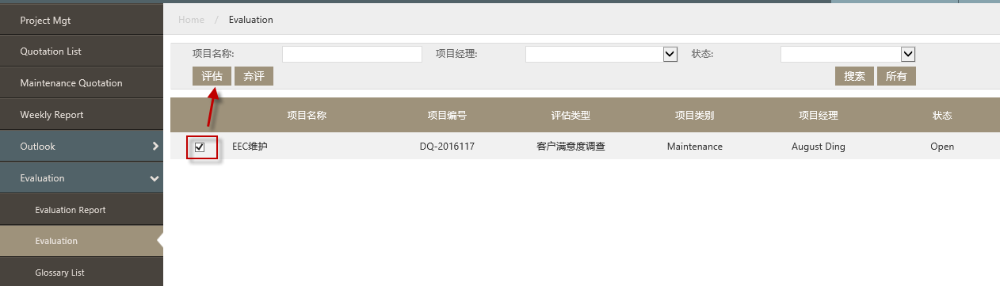 Project Mgt
Quotation List
Maintenance Quotation
Weekly Report
Outlook
Evaluation
Evaluation Report
Evaluation
Glossary List
Home / Evaluation
项目名称: 项目经理: 状态:
评估 弃评 搜索 所有
项目名称 项目编号 评估类型 项目类别 项目经理 状态
EEC维护 DQ-2016117 客户满意度调查 Maintenance August Ding Open